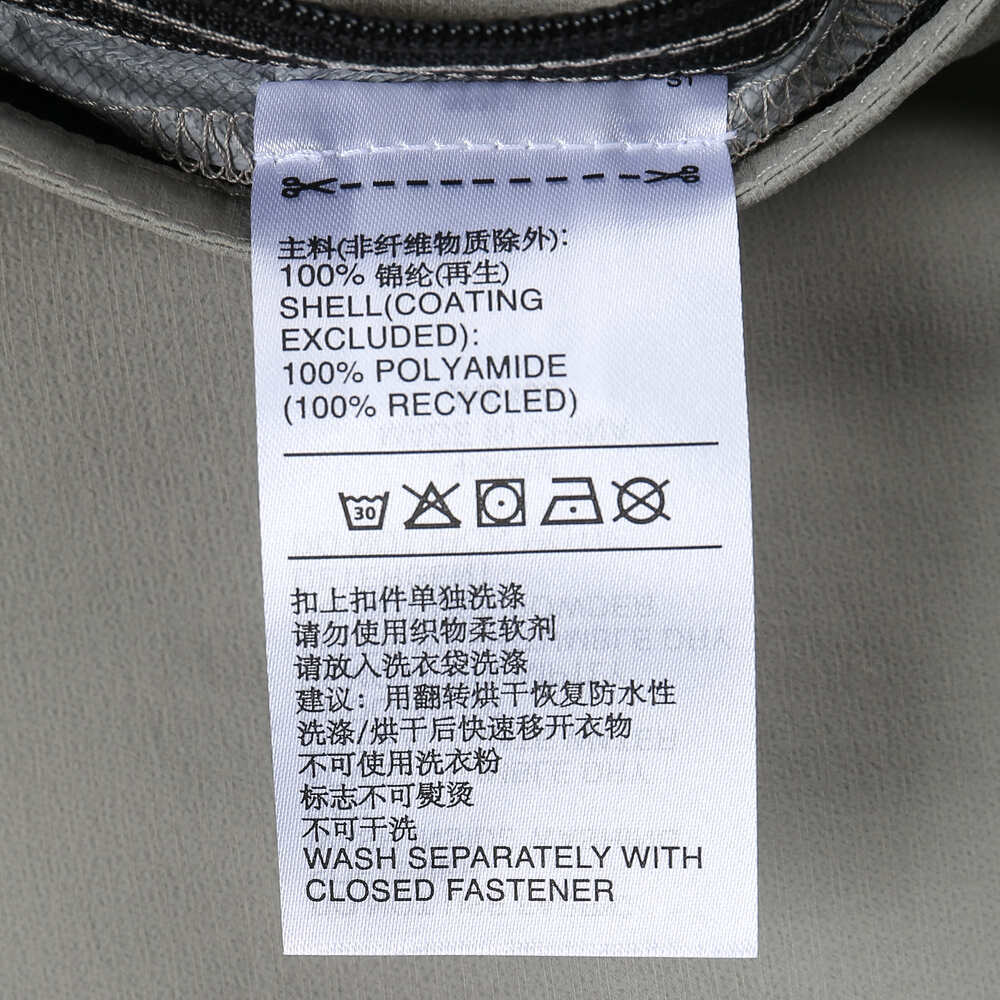 主料(非纤维物质除外):
100% 锦纶(再生)
SHELL(COATING
EXCLUDED):
100% POLYAMIDE
(100% RECYCLED)
30
扣上扣件单独洗涤
请勿使用织物柔软剂
请放入洗衣袋洗涤
建议：用翻转烘干恢复防水性
洗涤/烘干后快速移开衣物
不可使用洗衣粉
标志不可熨烫
不可干洗
WASH SEPARATELY WITH
CLOSED FASTENER